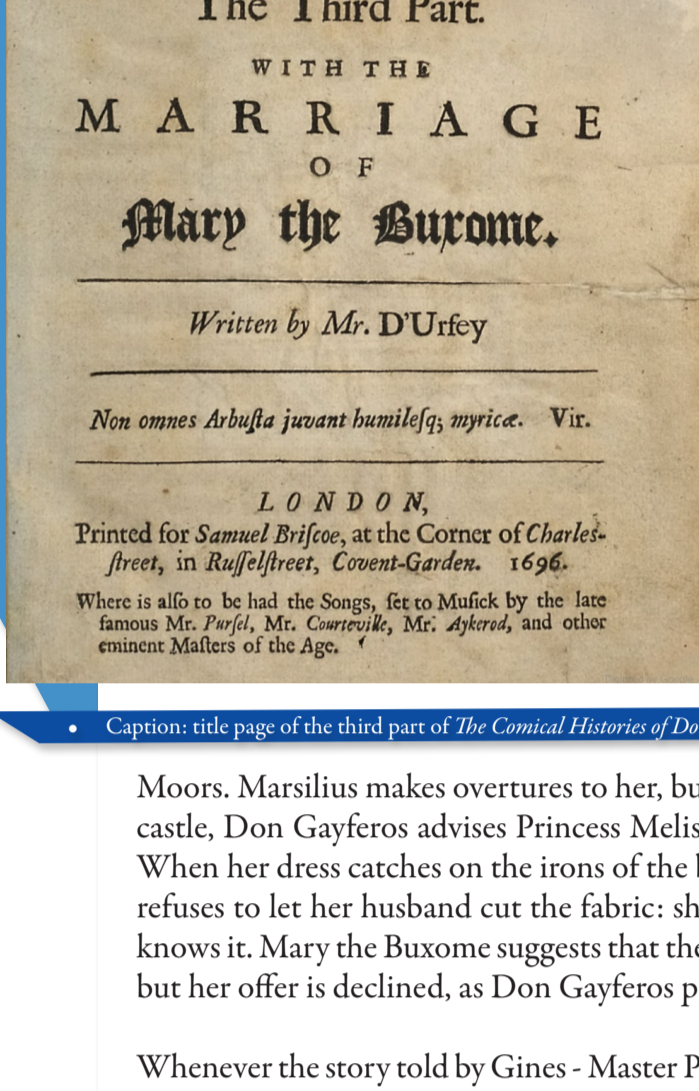 The Third Part.
WITH THE
MARRIAGE
OF
Mary the Buxome.
Written by Mr. D'Urfey
Non omnes Arbuſta juvant humileſq; myricæ. Vir.
LONDON,
Printed for Samuel Briſcoe, at the Corner of Charles-
ſtreet, in Ruſſelſtreet, Covent-Garden. 1696.
Where is alſo to be had the Songs, ſet to Muſick by the late
famous Mr. Purſel, Mr. Courteville, Mr. Aykerod, and other
eminent Maſters of the Age.
• Caption: title page of the third part of The Comical Histories of Do
Moors. Marsilius makes overtures to her, bu
castle, Don Gayferos advises Princess Melis
When her dress catches on the irons of the
refuses to let her husband cut the fabric: sh
knows it. Mary the Buxome suggests that the
but her offer is declined, as Don Gayferos p
Whenever the story told by Gines - Master P